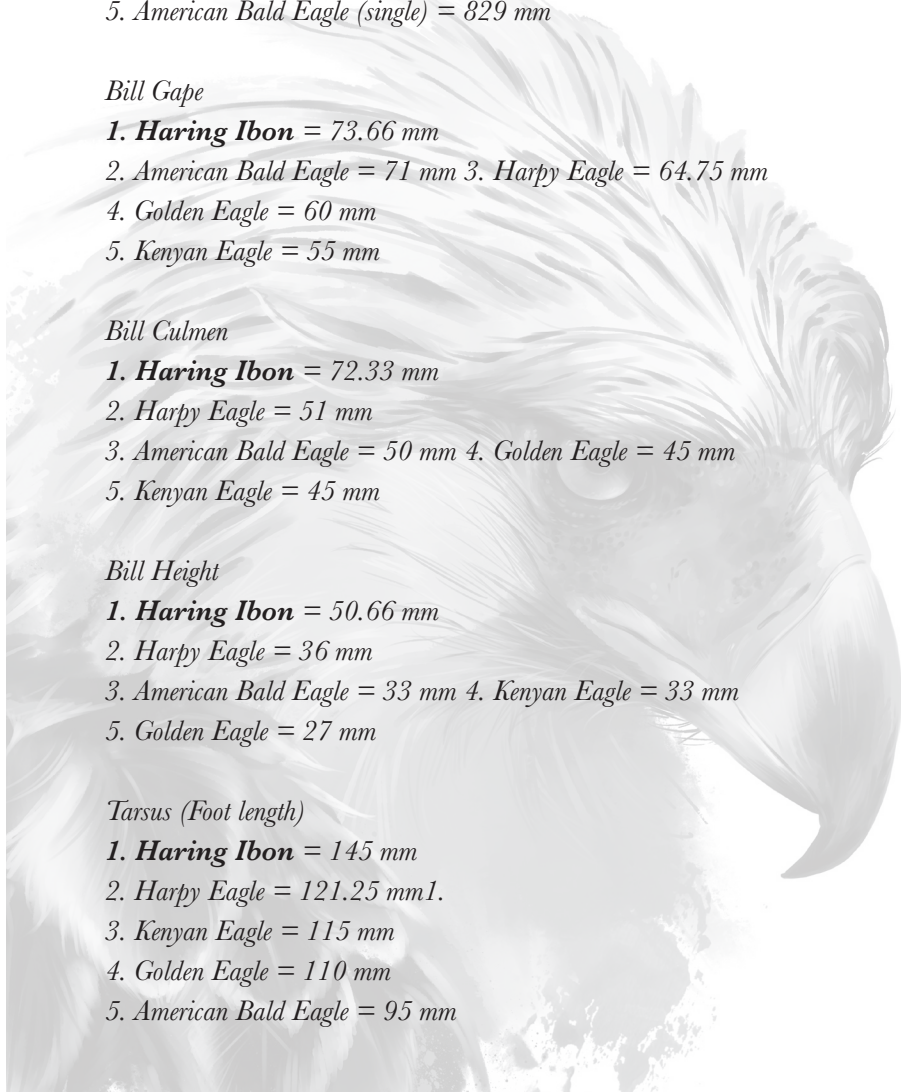 5. American Bald Eagle (single) = 829 mm
Bill Gape
1. Haring Ibon = 73.66 mm
2. American Bald Eagle = 71 mm 3. Harpy Eagle = 64.75 mm
4. Golden Eagle = 60 mm
5. Kenyan Eagle = 55 mm
Bill Culmen
1. Haring Ibon = 72.33 mm
2. Harpy Eagle = 51 mm
3. American Bald Eagle = 50 mm 4. Golden Eagle = 45 mm
5. Kenyan Eagle = 45 mm
Bill Height
1. Haring Ibon = 50.66 mm
2. Harpy Eagle = 36 mm
3. American Bald Eagle = 33 mm 4. Kenyan Eagle = 33 mm
5. Golden Eagle = 27 mm
Tarsus (Foot length)
1. Haring Ibon = 145 mm
2. Harpy Eagle = 121.25 mm1.
3. Kenyan Eagle = 115 mm
4. Golden Eagle = 110 mm
5. American Bald Eagle = 95 mm